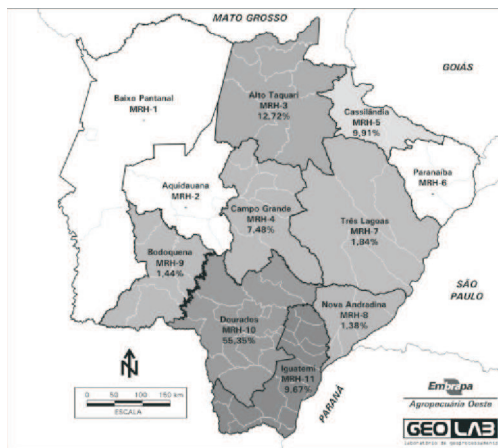 MATO GROSSO
GOIÁS
Baixo Pantanal
MRH-1
Alto Taquari
MRH-3
12,72%
Cassilândia
MRH-5
9,91%
Paranaíba
MRH-6
Aquidauana
MRH-2
Campo Grande
MRH-4
7,48%
Três Lagoas
MRH-7
1,84%
Bodoquena
MRH-9
1,44%
SÃO
PAULO
Nova Andradina
MRH-8
1,38%
Dourados
MRH-10
55,35%
Iguatemi
MRH-11
9.67%
PARANÁ
N
0 50 100 150 km
ESCALA
Embrapa
Agropecuária Oeste
GEOLAB